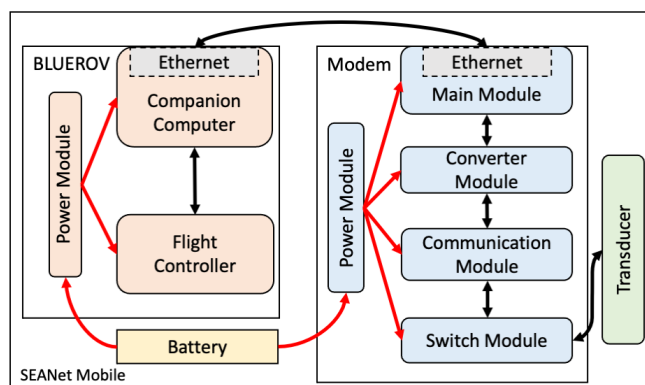 BLUEROV
Ethernet
Companion
Computer
Power Module
Flight
Controller
Modem
Ethernet
Main Module
Converter
Module
Power Module
Communication
Module
Switch Module
Transducer
Battery
SEANet Mobile